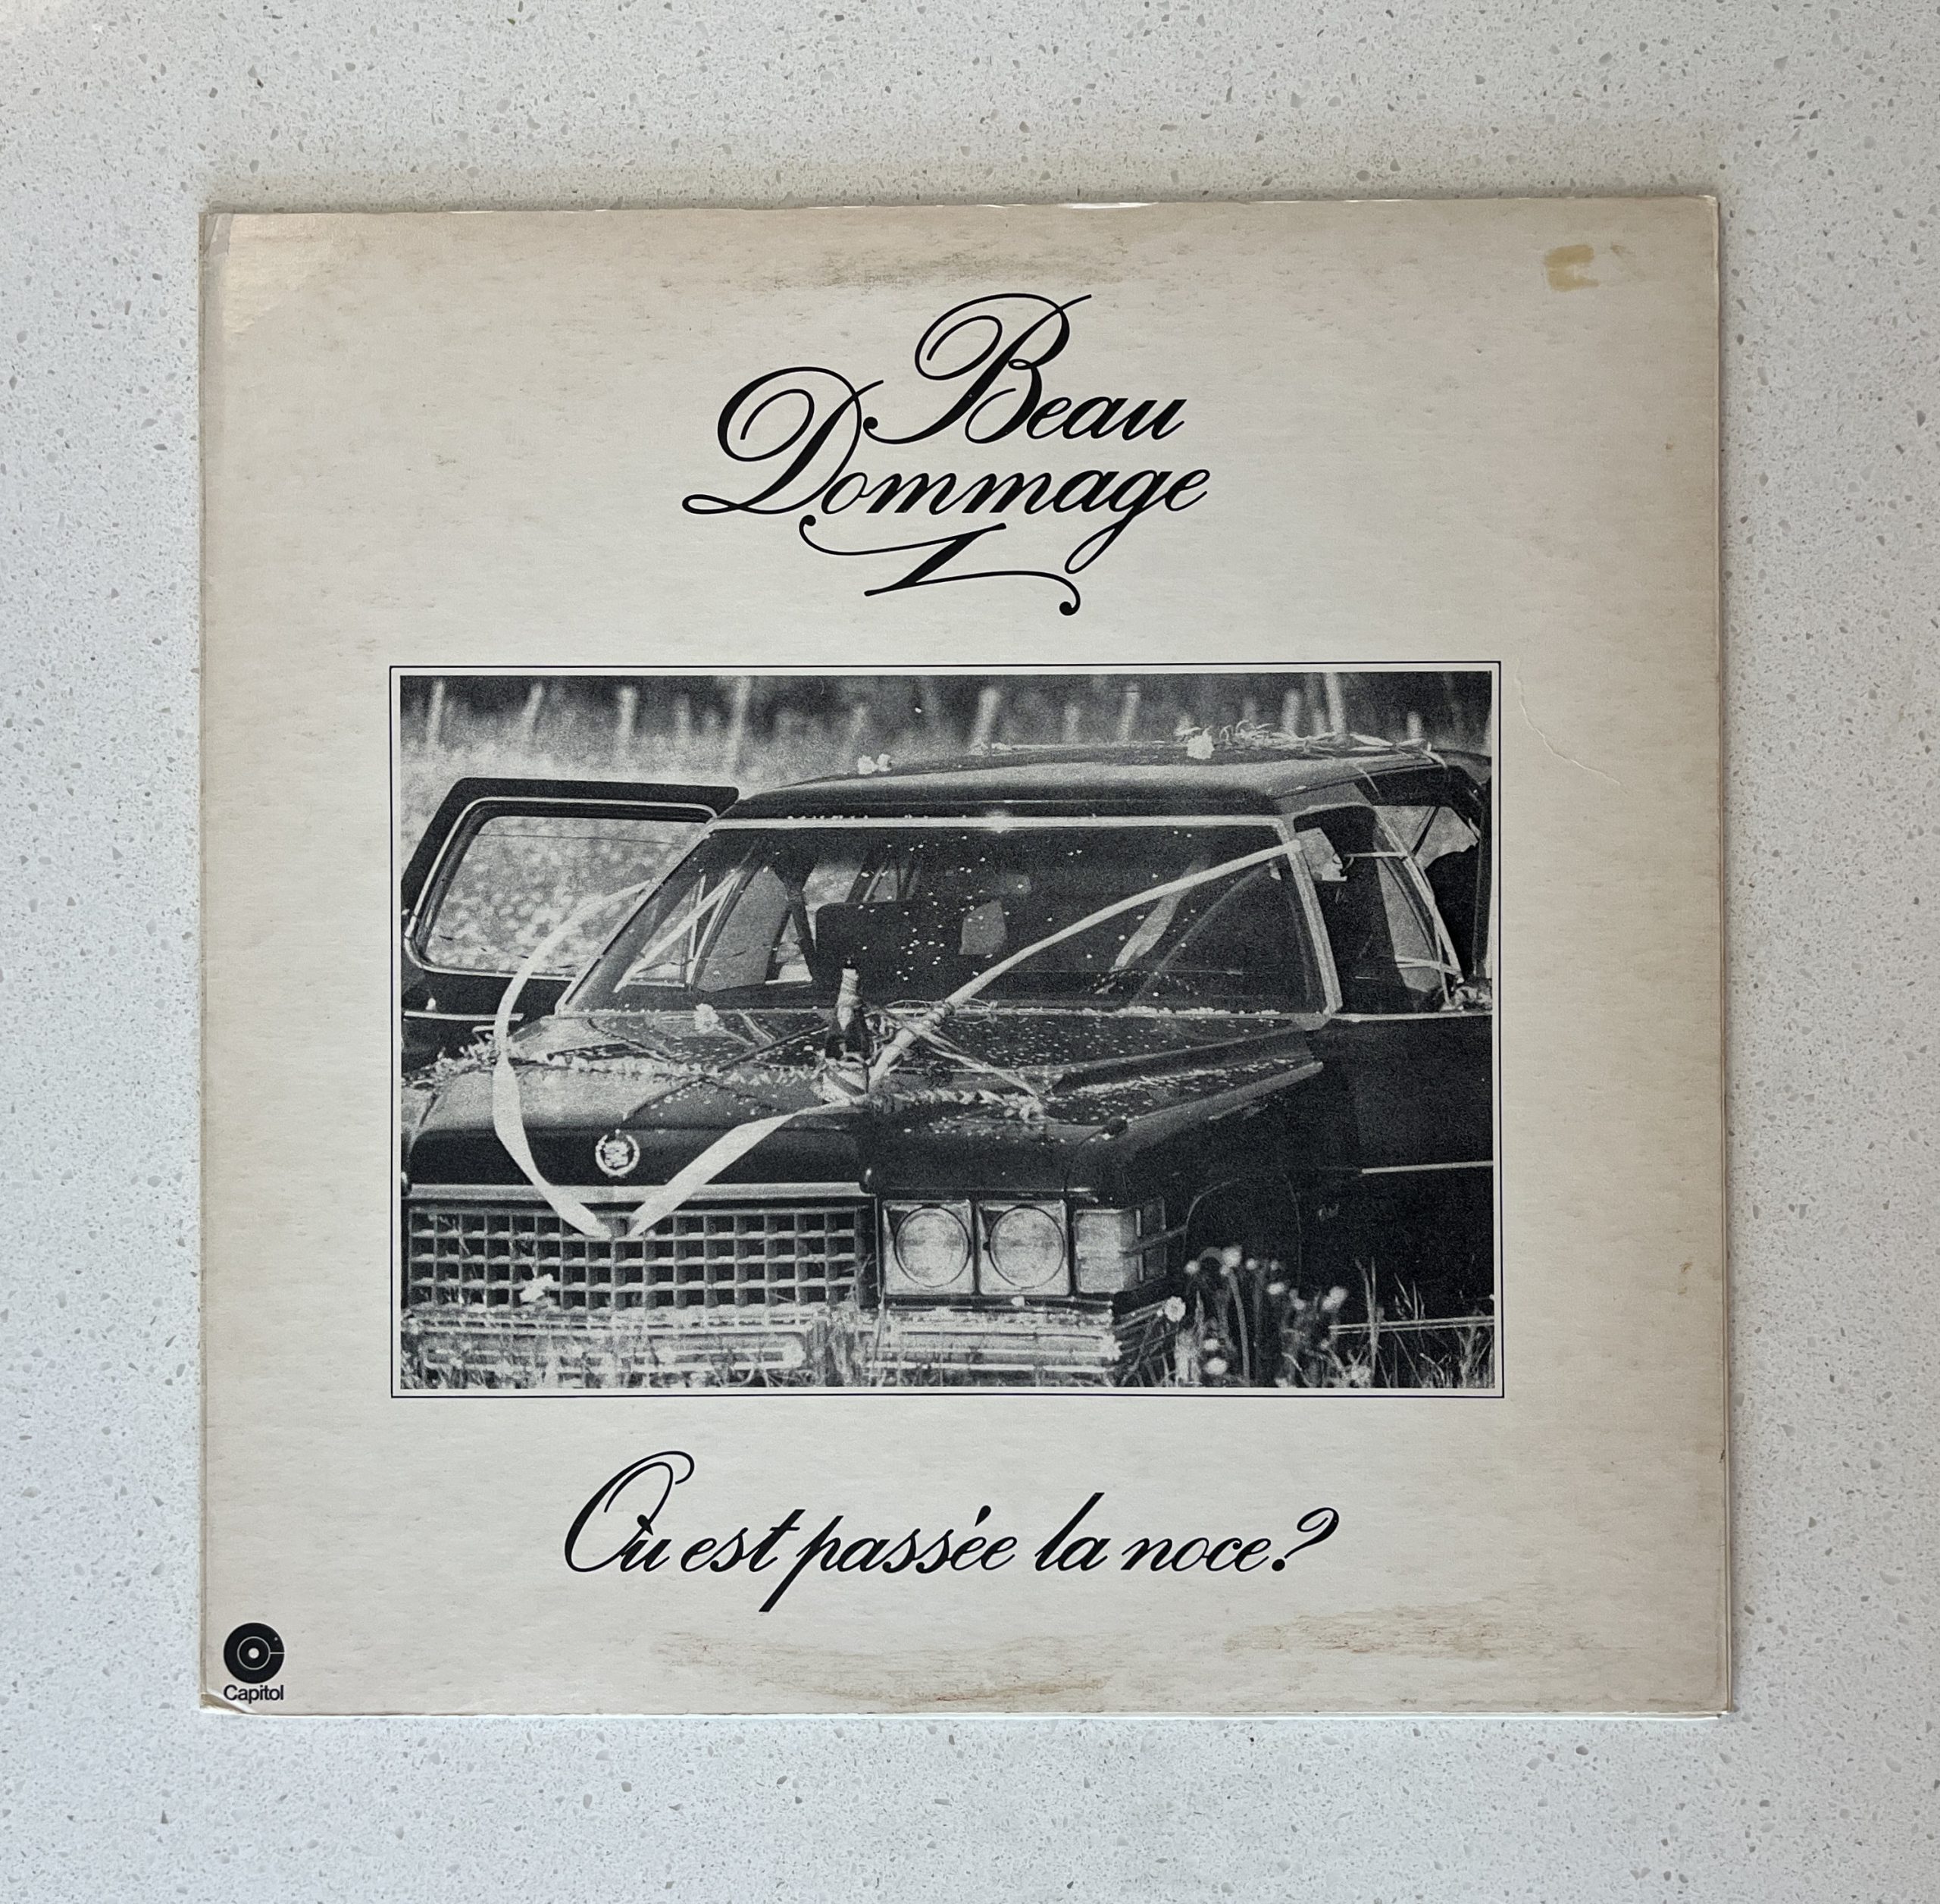 Beau
Dommage
Où est passée la noce?
Capitol